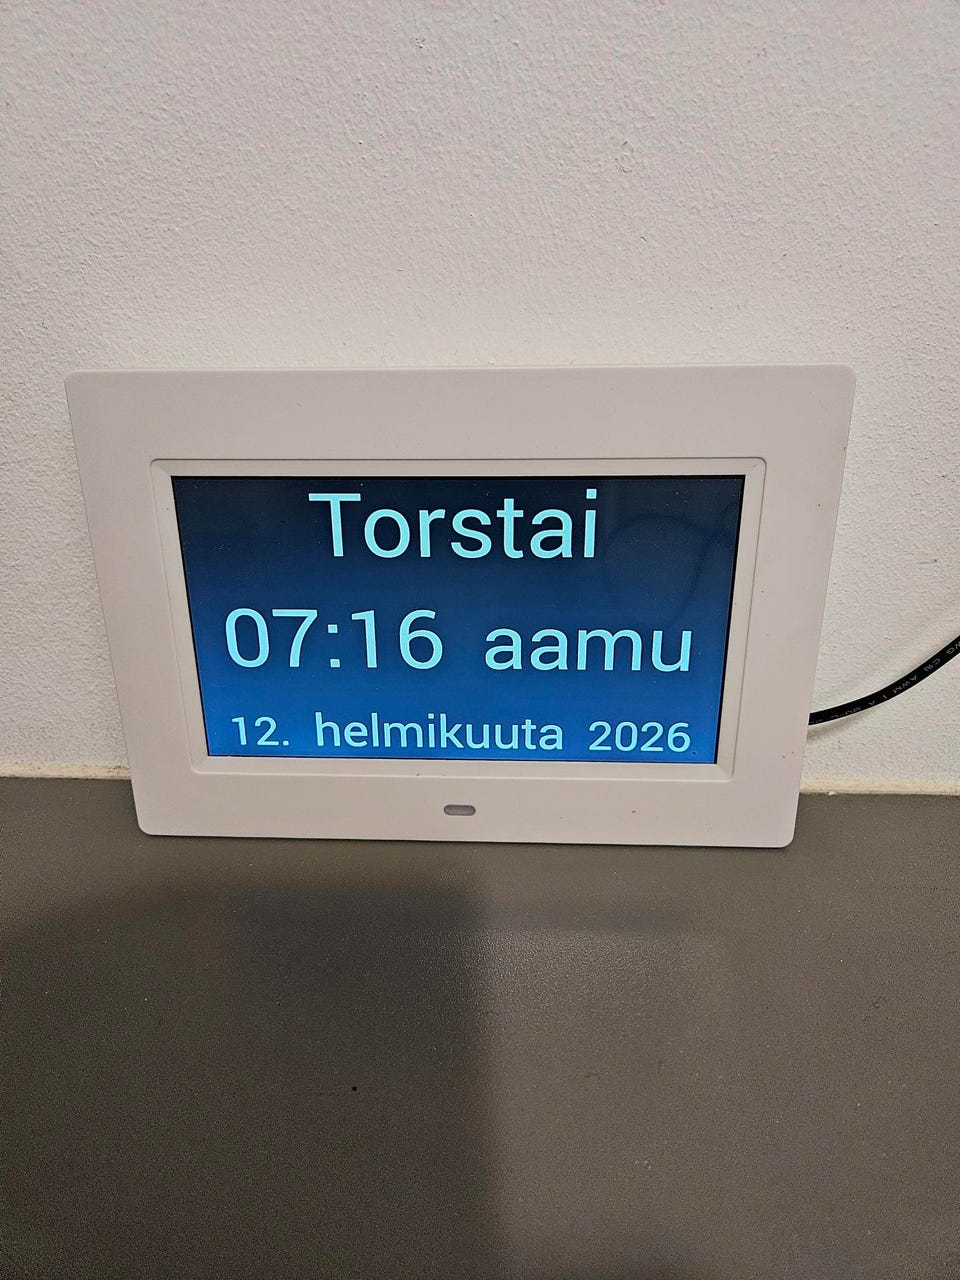 Torstai
07:16 aamu
12. helmikuuta 2026